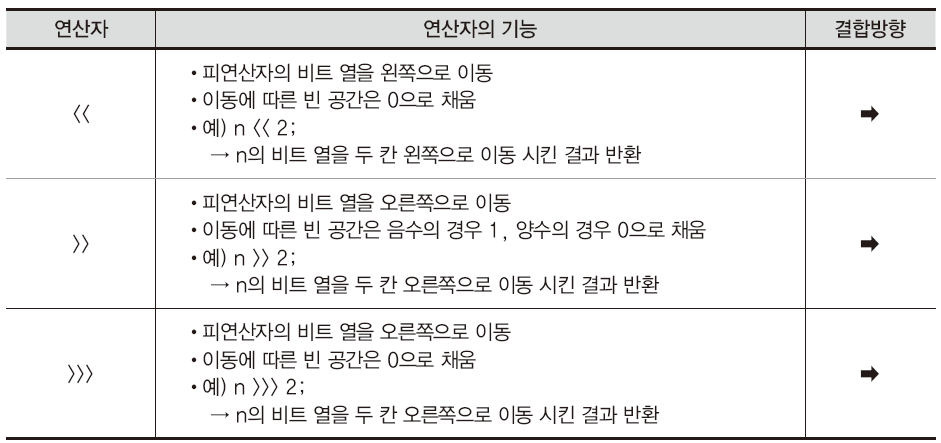 연산자 연산자의 기능 결합방향
〈〈
• 피연산자의 비트 열을 왼쪽으로 이동
• 이동에 따른 빈 공간은 0으로 채움
• 예) n 〈〈 2;
→ n의 비트 열을 두 칸 왼쪽으로 이동 시킨 결과 반환
➡
〉〉
• 피연산자의 비트 열을 오른쪽으로 이동
• 이동에 따른 빈 공간은 음수의 경우 1, 양수의 경우 0으로 채움
• 예) n 〉〉 2;
→ n의 비트 열을 두 칸 오른쪽으로 이동 시킨 결과 반환
➡
〉〉〉
• 피연산자의 비트 열을 오른쪽으로 이동
• 이동에 따른 빈 공간은 0으로 채움
• 예) n 〉〉〉 2;
→ n의 비트 열을 두 칸 오른쪽으로 이동 시킨 결과 반환
➡